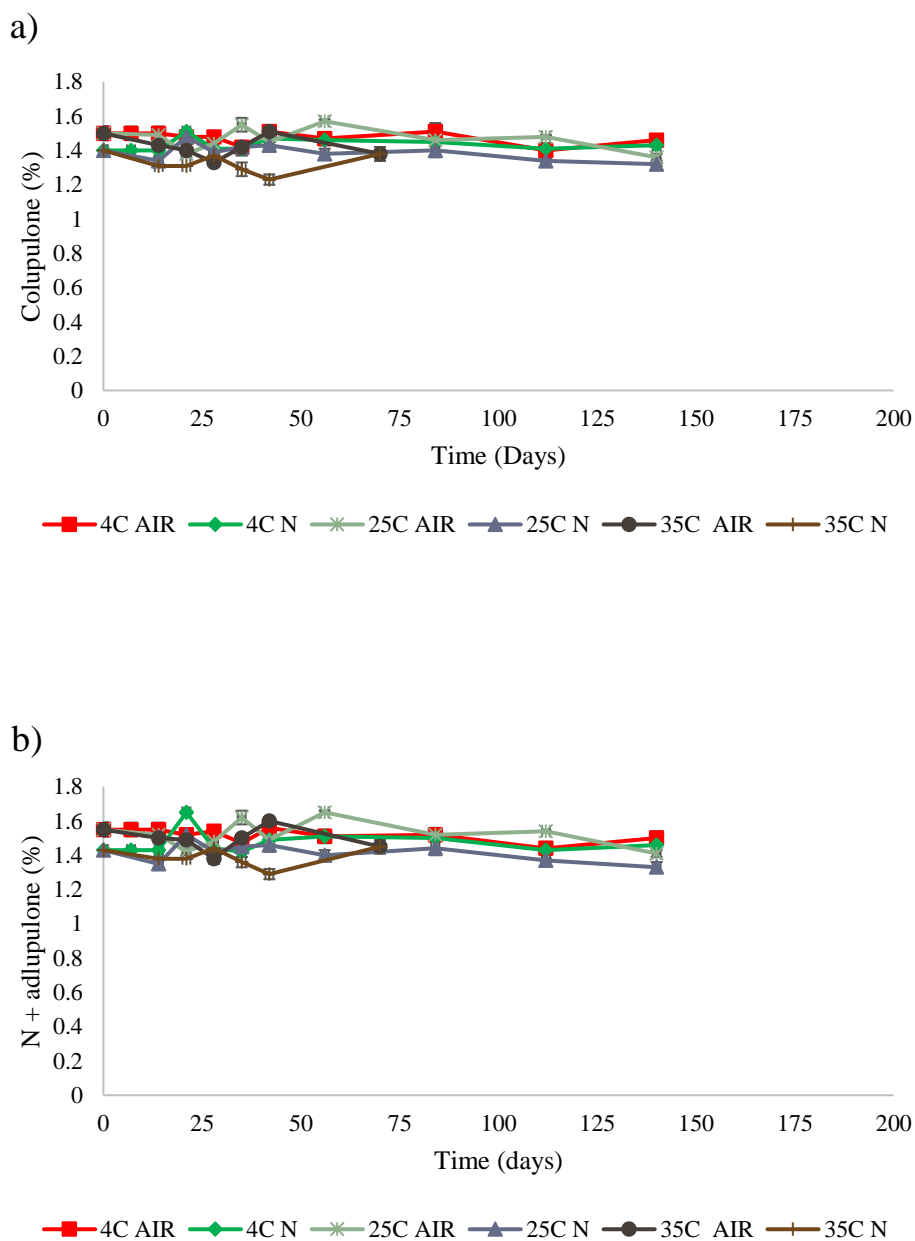 a)
1.8
1.6
1.4
1.2
1
0.8
0.6
0.4
0.2
0
Colupulone (%)
0 25 50 75 100 125 150 175 200
Time (Days)
4C AIR 4C N 25C AIR 25C N 35C AIR 35C N
b)
1.8
1.6
1.4
1.2
1
0.8
0.6
0.4
0.2
0
N + adlupulone (%)
0 25 50 75 100 125 150 175 200
Time (days)
4C AIR 4C N 25C AIR 25C N 35C AIR 35C N